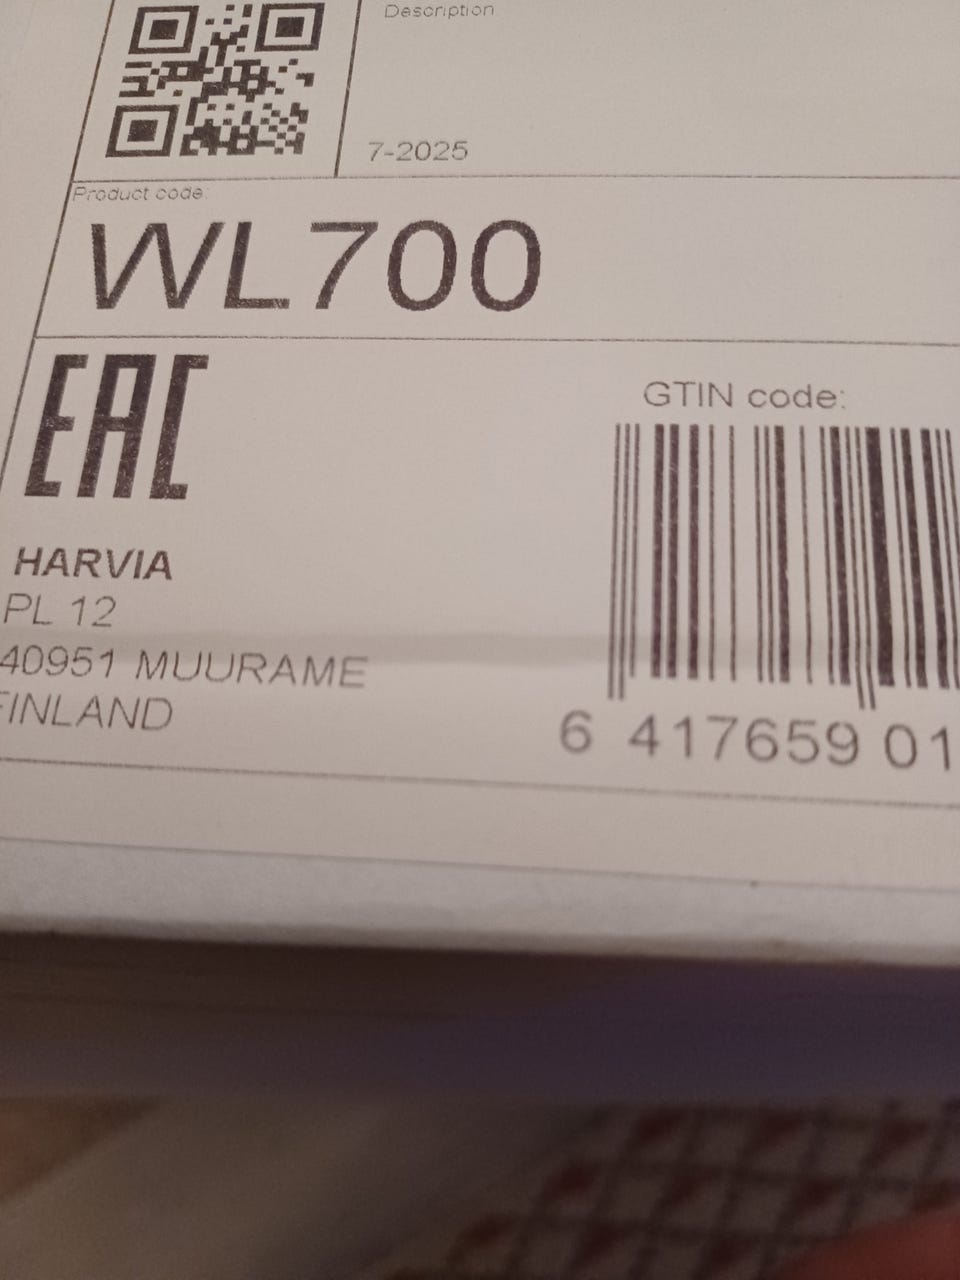 Description
7-2025
Product code:
WL700
EAC
GTIN code:
HARVIA
PL 12
40951 MUURAME
FINLAND
6 417659 01